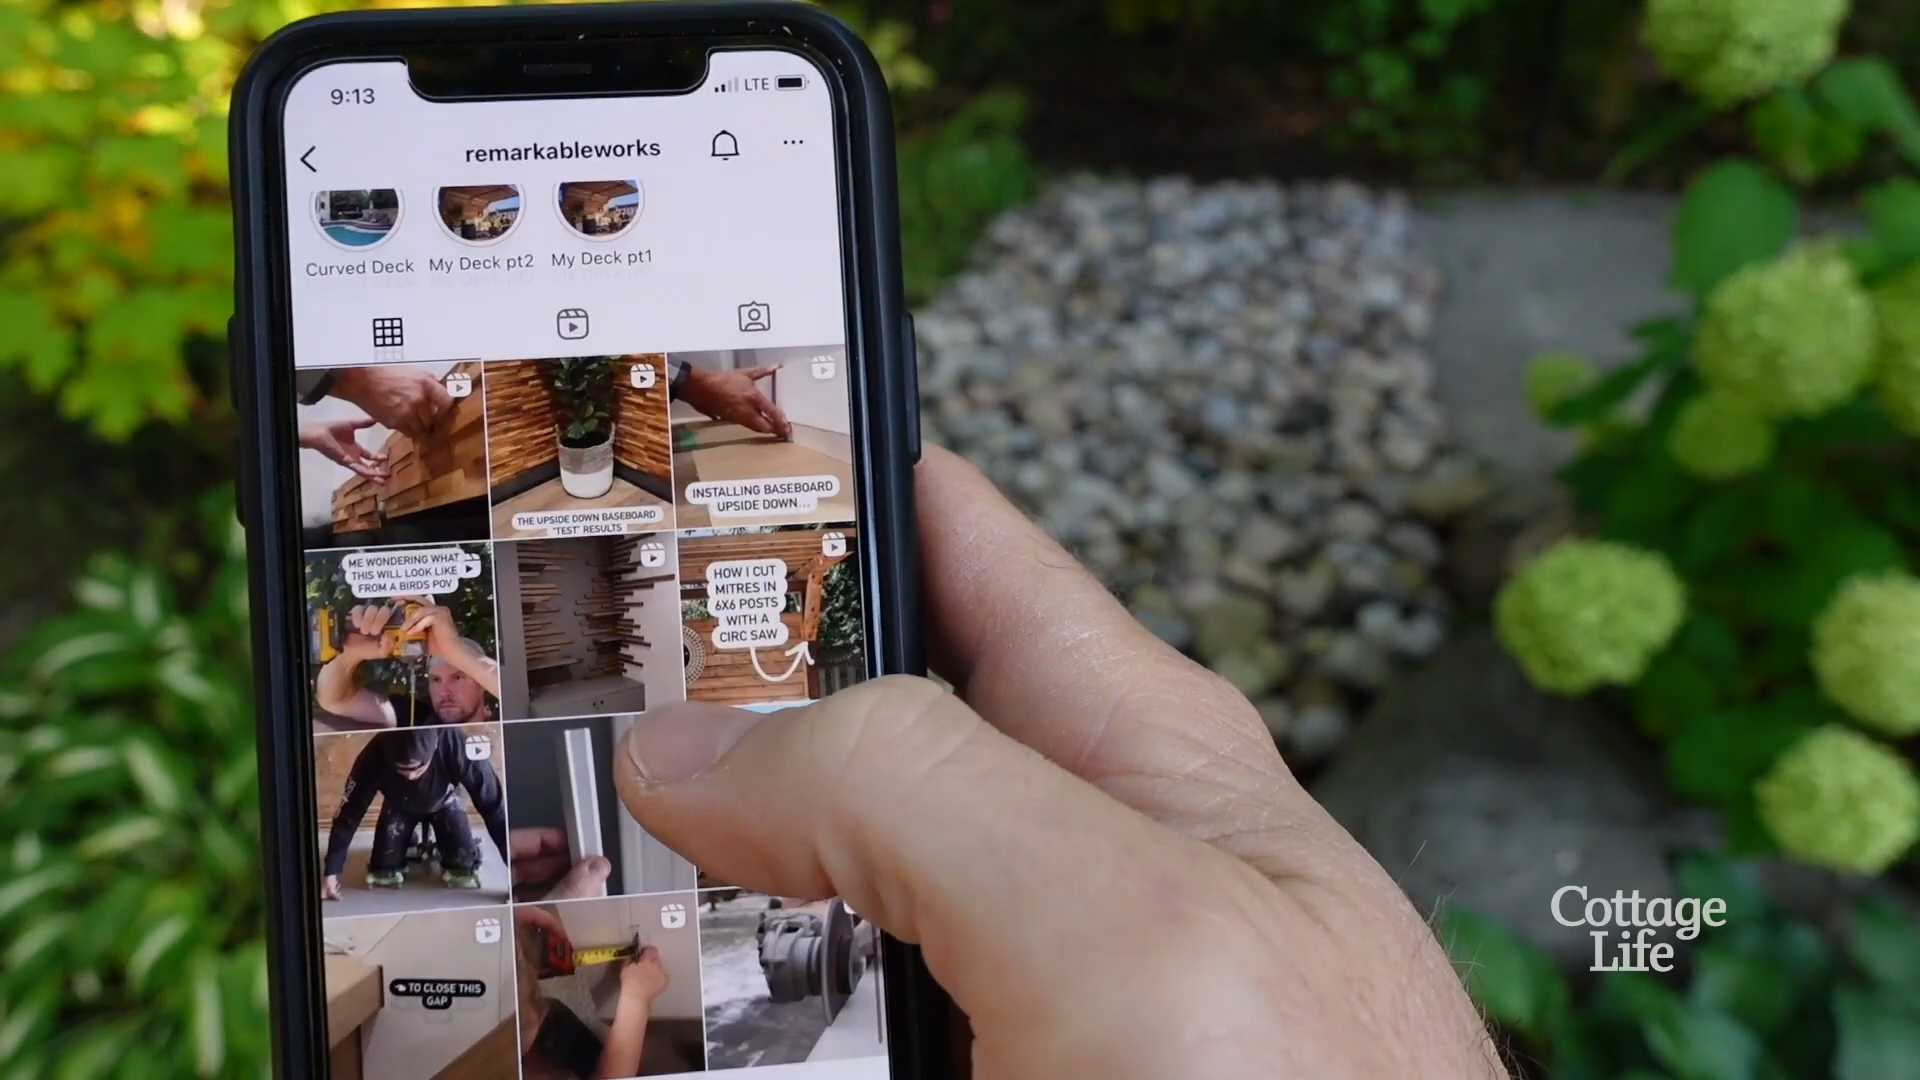 9:13
LTE
remarkableworks
Curved Deck
My Deck pt2
My Deck pt1
THE UPSIDE DOWN BASEBOARD
"TEST" RESULTS
INSTALLING BASEBOARD
UPSIDE DOWN...
ME WONDERING WHAT
THIS WILL LOOK LIKE
FROM A BIRDS POV
HOW I CUT
MITRES IN
6X6 POSTS
WITH A
CIRC SAW
TO CLOSE THIS
GAP
Cottage
Life